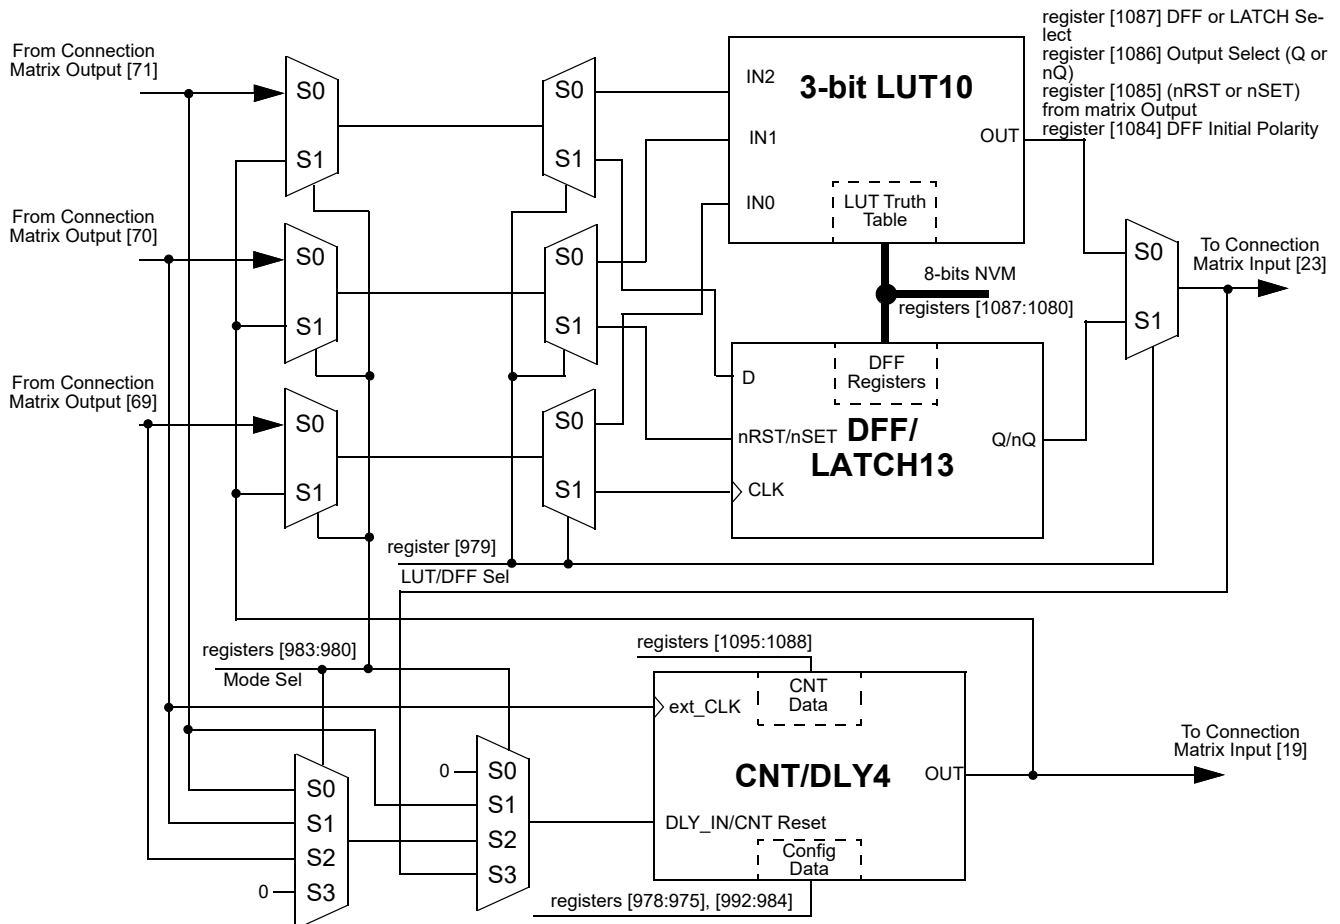 register [1087] DFF or LATCH Se-
lect
register [1086] Output Select (Q or
nQ)
register [1085] (nRST or nSET)
from matrix Output
register [1084] DFF Initial Polarity
From Connection
Matrix Output [71]
S0
S1
S0
S1
IN2
IN1
IN0
3-bit LUT10
OUT
LUT Truth
Table
From Connection
Matrix Output [70]
S0
S1
S0
S1
8-bits NVM
registers [1087:1080]
S0
S1
To Connection
Matrix Input [23]
From Connection
Matrix Output [69]
S0
S1
S0
S1
DFF
Registers
D
nRST/nSET
CLK
DFF/
LATCH13
Q/nQ
register [979]
LUT/DFF Sel
registers [983:980]
Mode Sel
registers [1095:1088]
CNT
Data
ext_CLK
CNT/DLY4
OUT
DLY_IN/CNT Reset
Config
Data
To Connection
Matrix Input [19]
0
S0
S1
S2
S3
S0
S1
S2
S3
0
registers [978:975], [992:984]